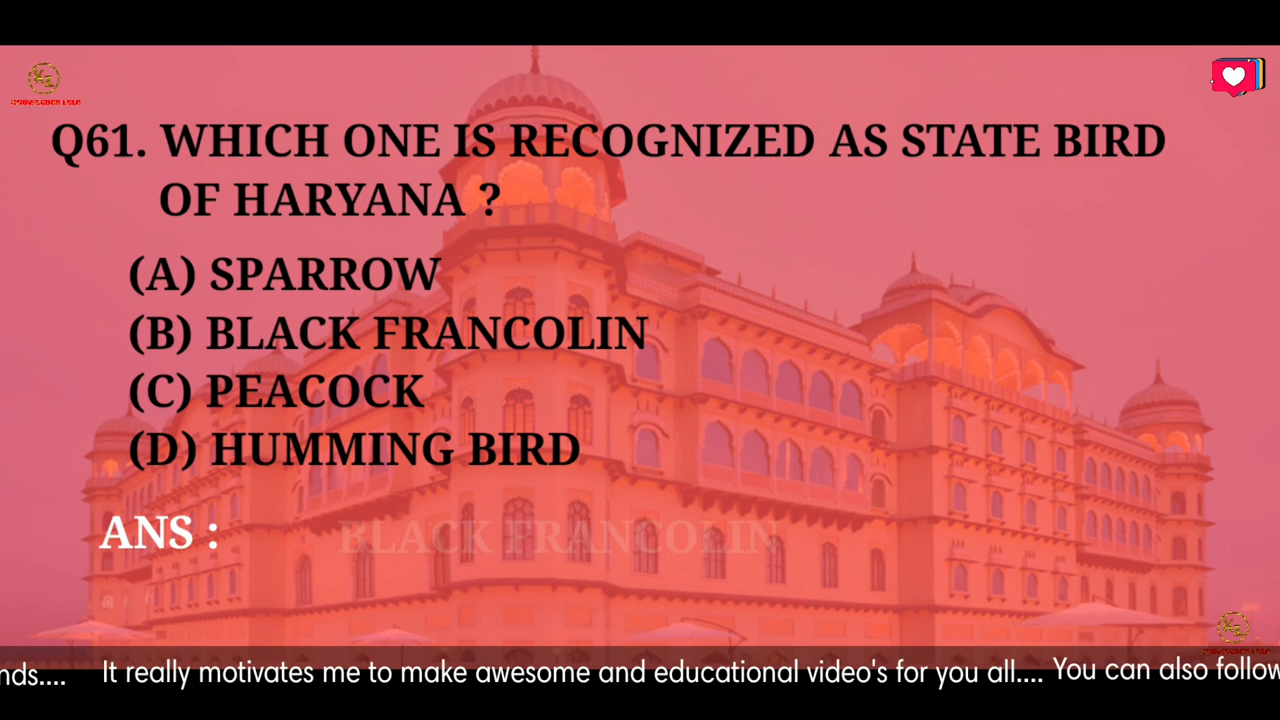 Q61. WHICH ONE IS RECOGNIZED AS STATE BIRD
OF HARYANA ?
(A) SPARROW
(B) BLACK FRANCOLIN
(C) PEACOCK
(D) HUMMING BIRD
ANS : BLACK FRANCOLIN
nds.... It really motivates me to make awesome and educational video's for you all.... You can also follow